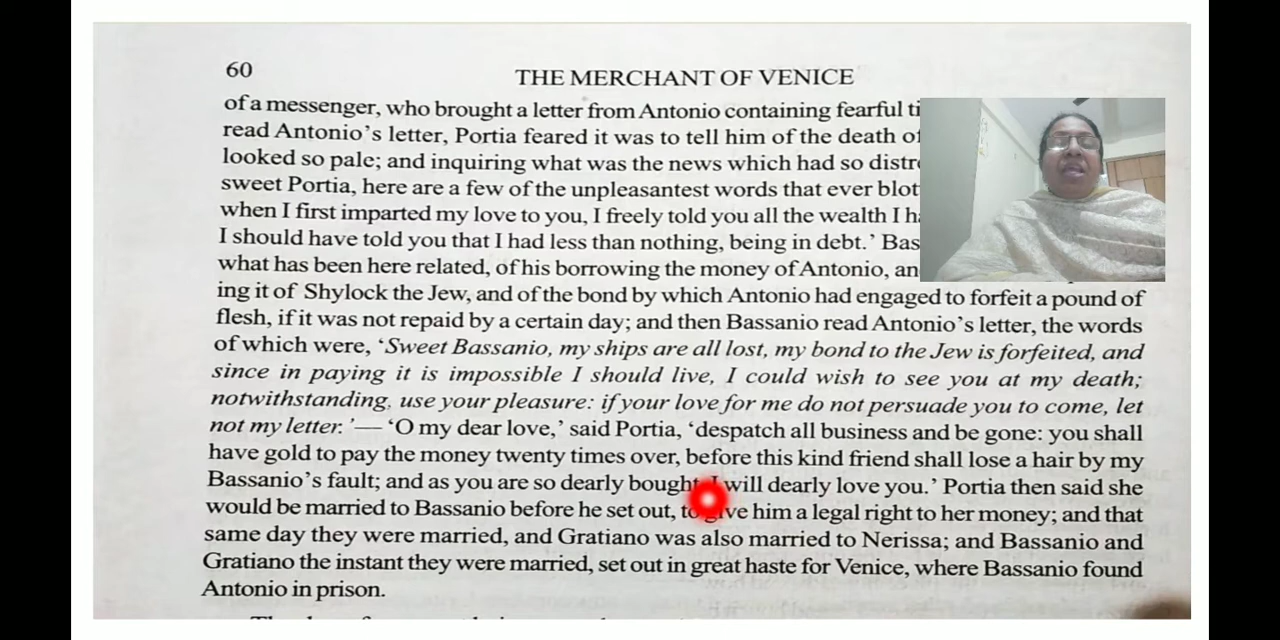 60
THE MERCHANT OF VENICE
of a messenger, who brought a letter from Antonio containing fearful
read Antonio's letter, Portia feared it was to tell him of the death
looked so pale; and inquiring what was the news which had so
sweet Portia, here are a few of the unpleasantest words that ever
when I first imparted my love to you, I freely told you all the wealth I
I should have told you that I had less than nothing, being in debt.'
what has been here related, of his borrowing the money of Antonio,
ing it of Shylock the Jew, and of the bond by which Antonio had engaged to forfeit a pound of
flesh, if it was not repaid by a certain day; and then Bassanio read Antonio's letter, the words
of which were, 'Sweet Bassanio, my ships are all lost, my bond to the Jew is forfeited, and
since in paying it is impossible I should live, I could wish to see you at my death;
notwithstanding, use your pleasure: if your love for me do not persuade you to come, let
not my letter.'— 'O my dear love,' said Portia, 'despatch all business and be gone: you shall
have gold to pay the money twenty times over, before this kind friend shall lose a hair by my
Bassanio's fault; and as you are so dearly bought, I will dearly love you.' Portia then said she
would be married to Bassanio before he set out, to give him a legal right to her money; and that
same day they were married, and Gratiano was also married to Nerissa; and Bassanio and
Gratiano the instant they were married, set out in great haste for Venice, where Bassanio found
Antonio in prison.